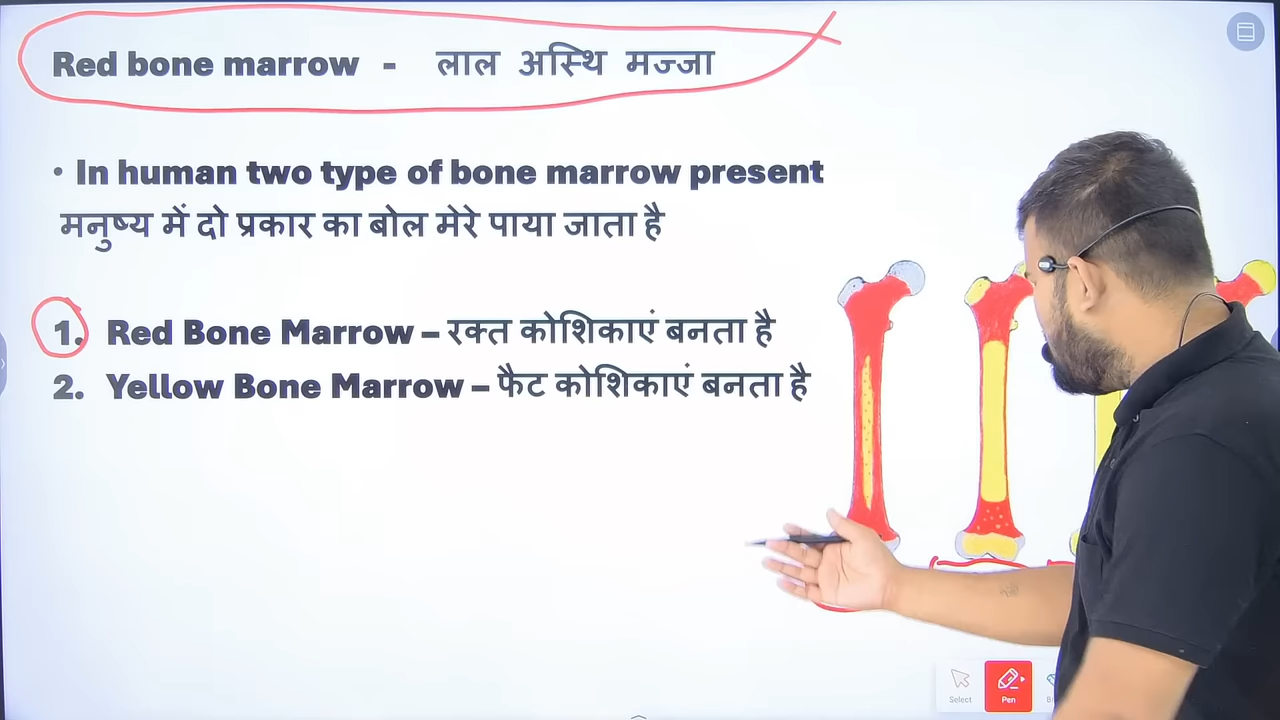 Red bone marrow - लाल अस्थि मज्जा
• In human two type of bone marrow present
मनुष्य में दो प्रकार का बोल मेरे पाया जाता है
1. Red Bone Marrow – रक्त कोशिकाएं बनता है
2. Yellow Bone Marrow – फैट कोशिकाएं बनता है
Select
Pen